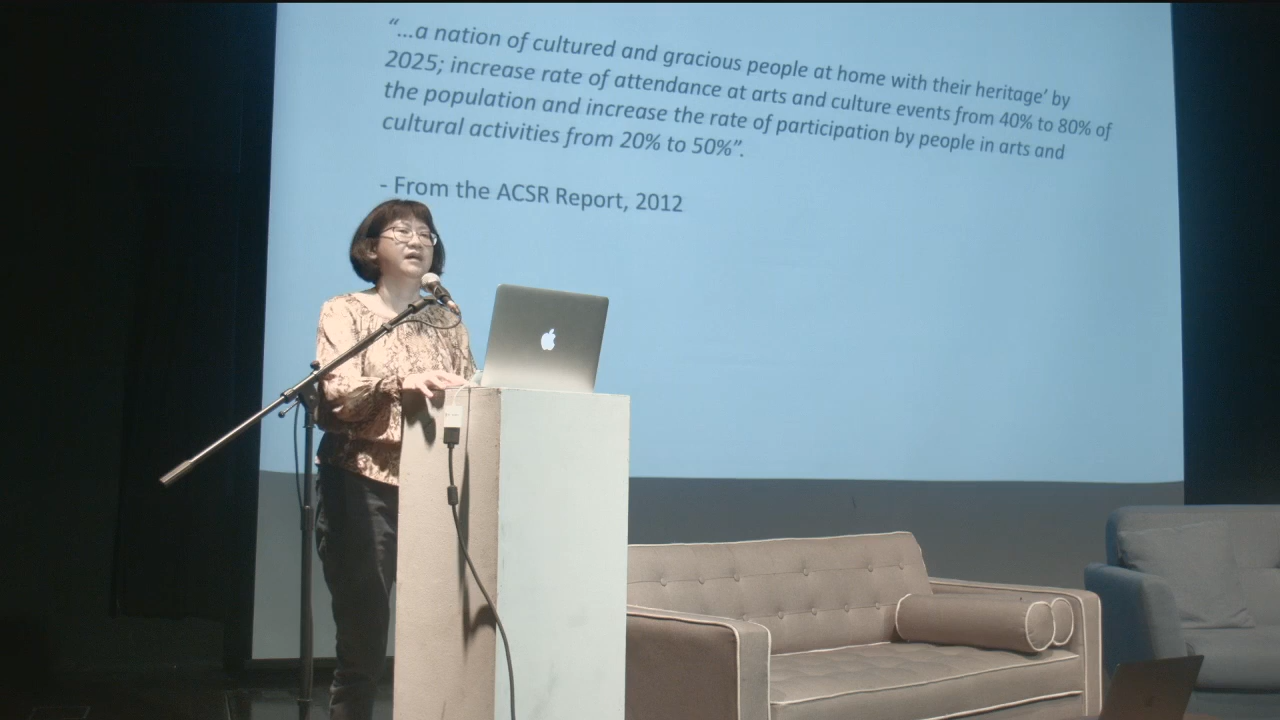 “...a nation of cultured and gracious people at home with their heritage’ by
2025; increase rate of attendance at arts and culture events from 40% to 80% of
the population and increase the rate of participation by people in arts and
cultural activities from 20% to 50%”.
- From the ACSR Report, 2012